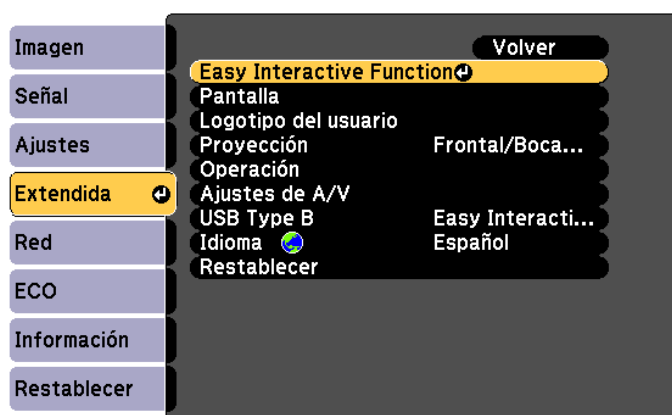 Imagen
Señal
Ajustes
Extendida
Red
ECO
Información
Restablecer
Volver
Easy Interactive Function
Pantalla
Logotipo del usuario
Proyección Frontal/Boca...
Operación
Ajustes de A/V
USB Type B Easy Interacti...
Idioma Español
Restablecer